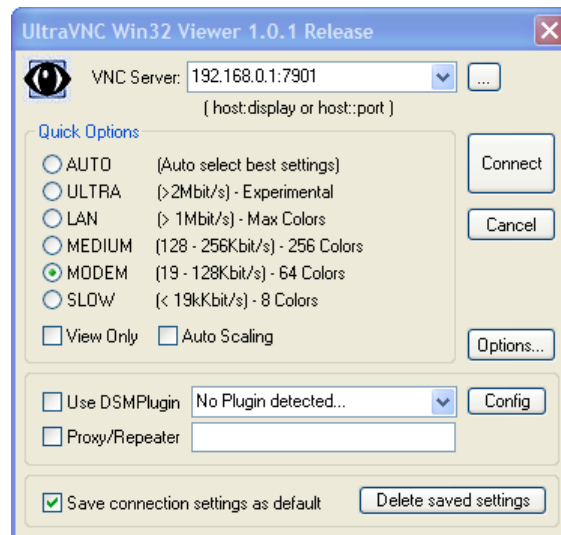 UltraVNC Win32 Viewer 1.0.1 Release
VNC Server: 192.168.0.1:7901 ...
( host:display or host::port )
Quick Options
AUTO (Auto select best settings)
ULTRA (>2Mbit/s) - Experimental
LAN (> 1Mbit/s) - Max Colors
MEDIUM (128 - 256Kbit/s) - 256 Colors
MODEM (19 - 128Kbit/s) - 64 Colors
SLOW (< 19kKbit/s) - 8 Colors
View Only Auto Scaling
Connect
Cancel
Options...
Use DSMPlugin No Plugin detected... Config
Proxy/Repeater
Save connection settings as default Delete saved settings